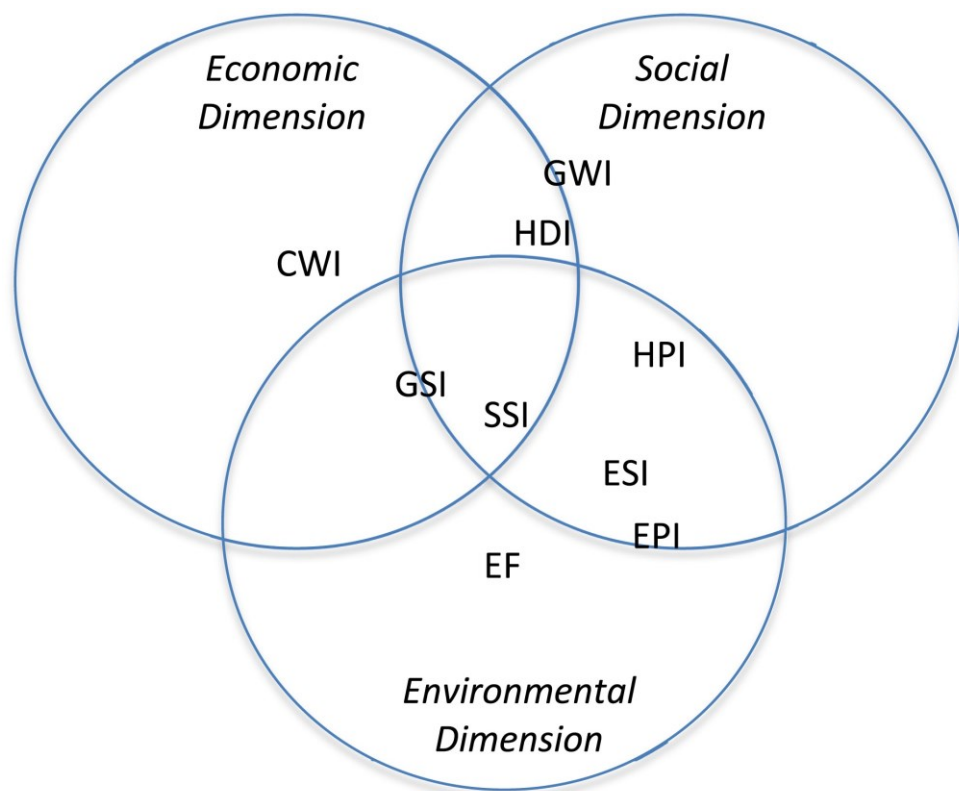 Economic
Dimension
Social
Dimension
GWI
HDI
CWI
HPI
GSI
SSI
ESI
EPI
EF
Environmental
Dimension